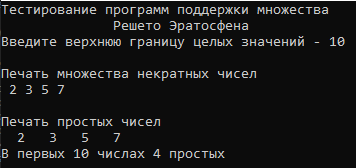 Тестирование программ поддержки множества
Решето Эратосфена
Введите верхнюю границу целых значений - 10
Печать множества некратных чисел
2 3 5 7
Печать простых чисел
2 3 5 7
В первых 10 числах 4 простых